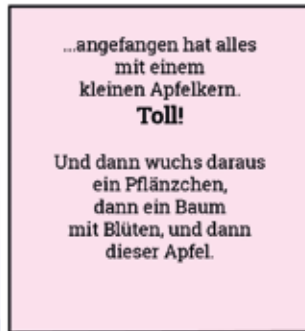 ...angefangen hat alles
mit einem
kleinen Apfelkern.
Toll!
Und dann wuchs daraus
ein Pflänzchen,
dann ein Baum
mit Blüten, und dann
dieser Apfel.